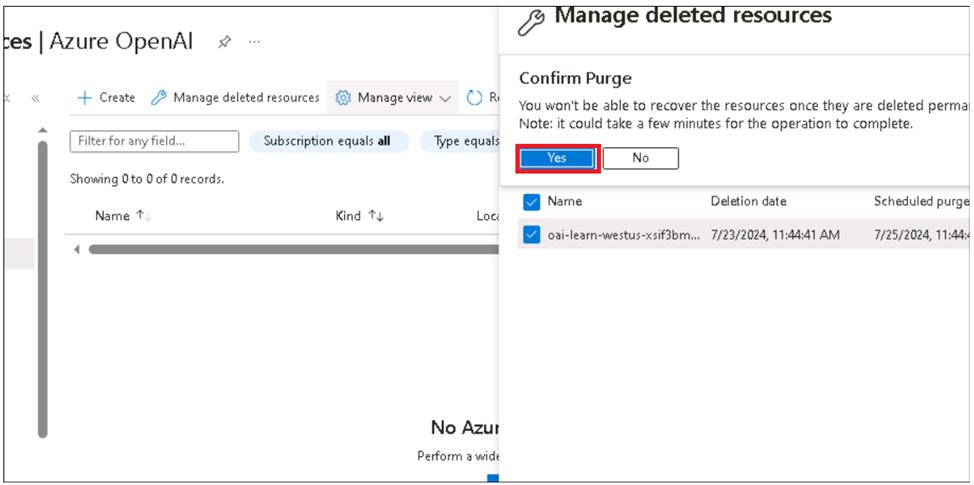 ces | Azure OpenAI
Manage deleted resources
Create
Manage deleted resources
Manage view
Filter for any field...
Subscription equals all
Type equals
Showing 0 to 0 of 0 records.
Name
Kind
Loca
No Azur
Perform a wide
Confirm Purge
You won't be able to recover the resources once they are deleted perma
Note: it could take a few minutes for the operation to complete.
Yes
No
Name
Deletion date
Scheduled purge
oai-learn-westus-xsif3bm...
7/23/2024, 11:44:41 AM
7/25/2024, 11:44: